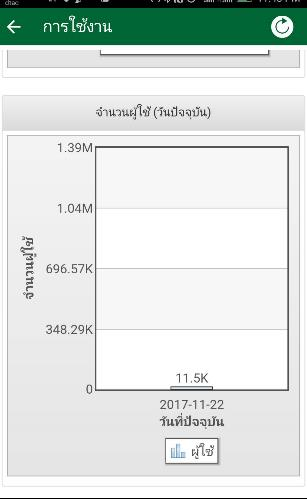 การใช้งาน
จำนวนผู้ใช้ (วันปัจจุบัน)
1.39M
1.04M
696.57K
348.29K
0
จำนวนผู้ใช้
11.5K
2017-11-22
วันที่ปัจจุบัน
ผู้ใช้